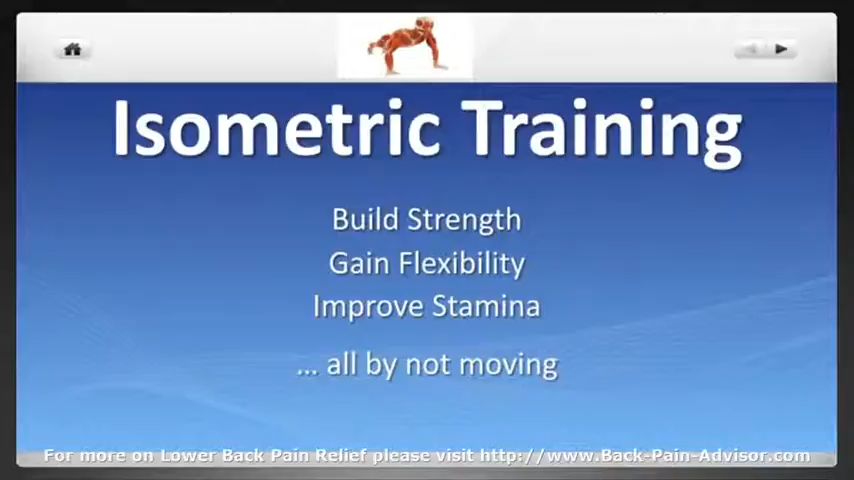 Isometric Training
Build Strength
Gain Flexibility
Improve Stamina
... all by not moving
For more on Lower Back Pain Relief please visit http://www.Back-Pain-Advisor.com